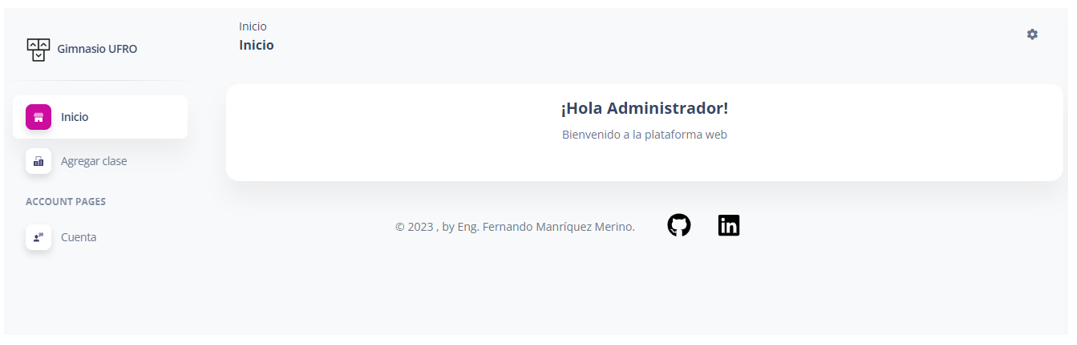 Gimnasio UFRO
Inicio
Agregar clase
ACCOUNT PAGES
Cuenta
Inicio
Inicio
¡Hola Administrador!
Bienvenido a la plataforma web
© 2023 , by Eng. Fernando Manríquez Merino.